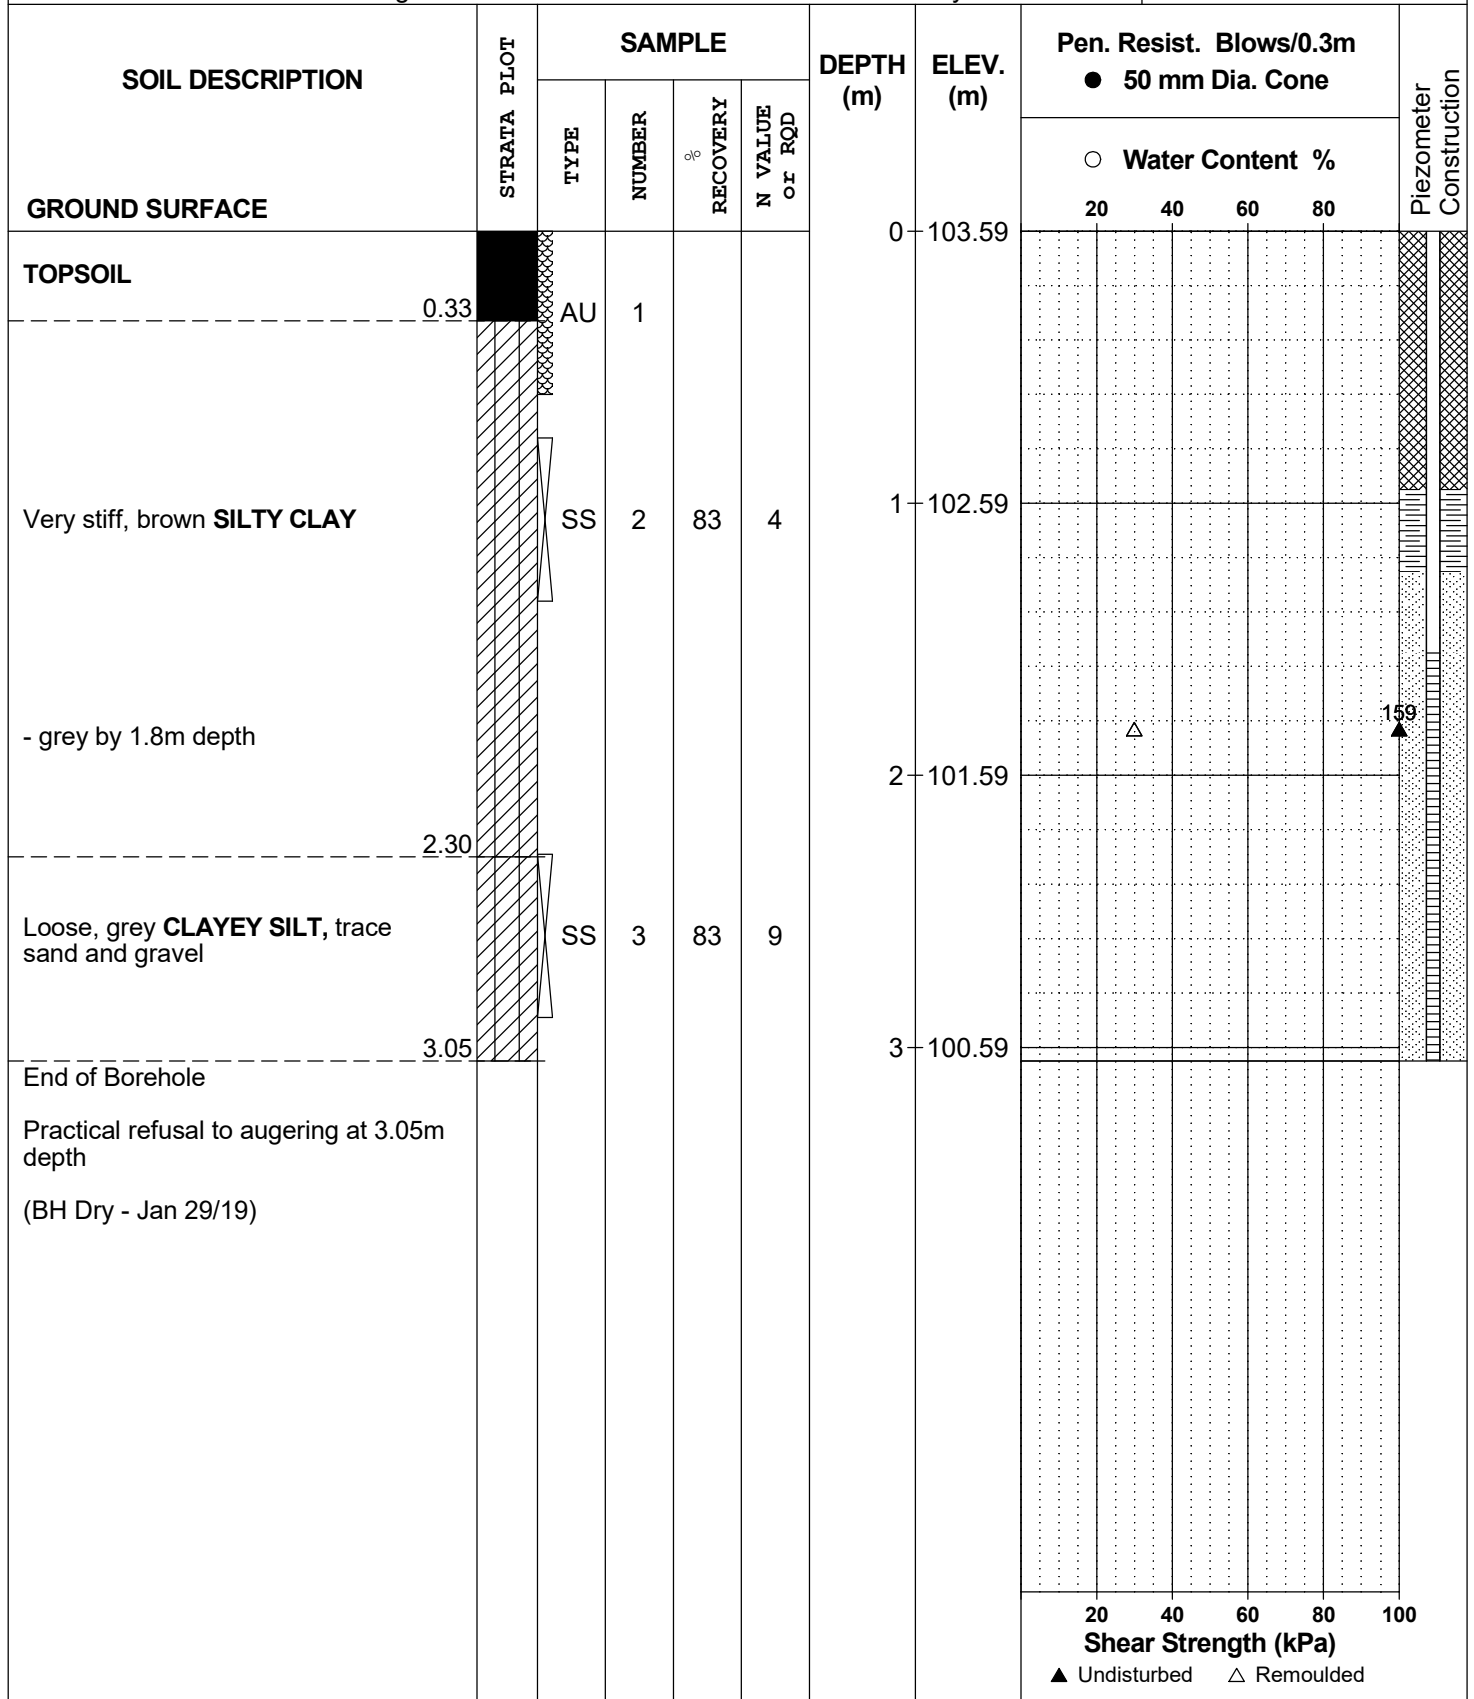 SOIL DESCRIPTION
GROUND SURFACE
STRATA PLOT
SAMPLE
TYPE
NUMBER
%
RECOVERY
N VALUE
or RQD
DEPTH
(m)
ELEV.
(m)
Pen. Resist. Blows/0.3m
● 50 mm Dia. Cone
○ Water Content %
20 40 60 80
Piezometer
Construction
0 103.59
TOPSOIL
0.33
AU 1
1 102.59
Very stiff, brown SILTY CLAY
SS 2 83 4
159
- grey by 1.8m depth
2 101.59
2.30
Loose, grey CLAYEY SILT, trace
sand and gravel
SS 3 83 9
3.05
3 100.59
End of Borehole
Practical refusal to augering at 3.05m
depth
(BH Dry - Jan 29/19)
20 40 60 80 100
Shear Strength (kPa)
▲ Undisturbed △ Remoulded